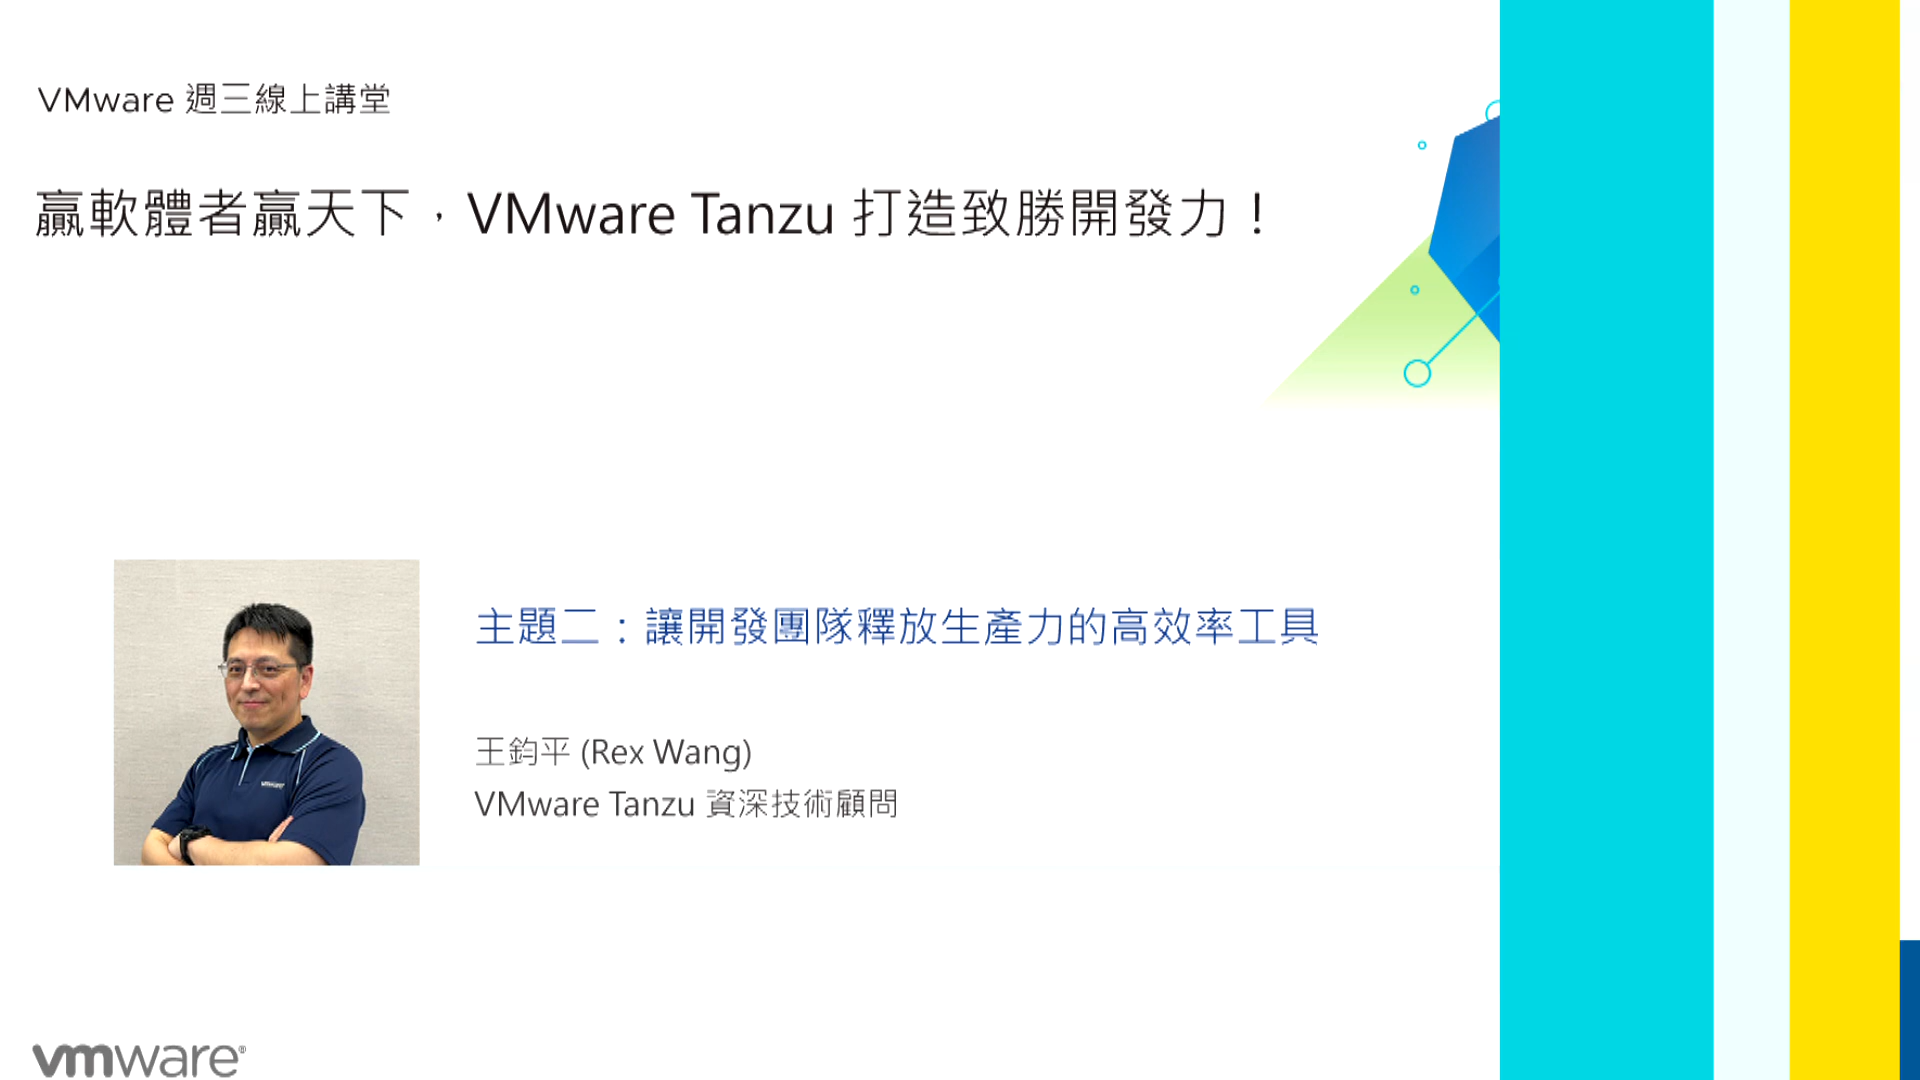 VMware 週三線上講堂
贏軟體者贏天下，VMware Tanzu 打造致勝開發力！
主題二：讓開發團隊釋放生產力的高效率工具
王鈞平 (Rex Wang)
VMware Tanzu 資深技術顧問
vmware
vmware®